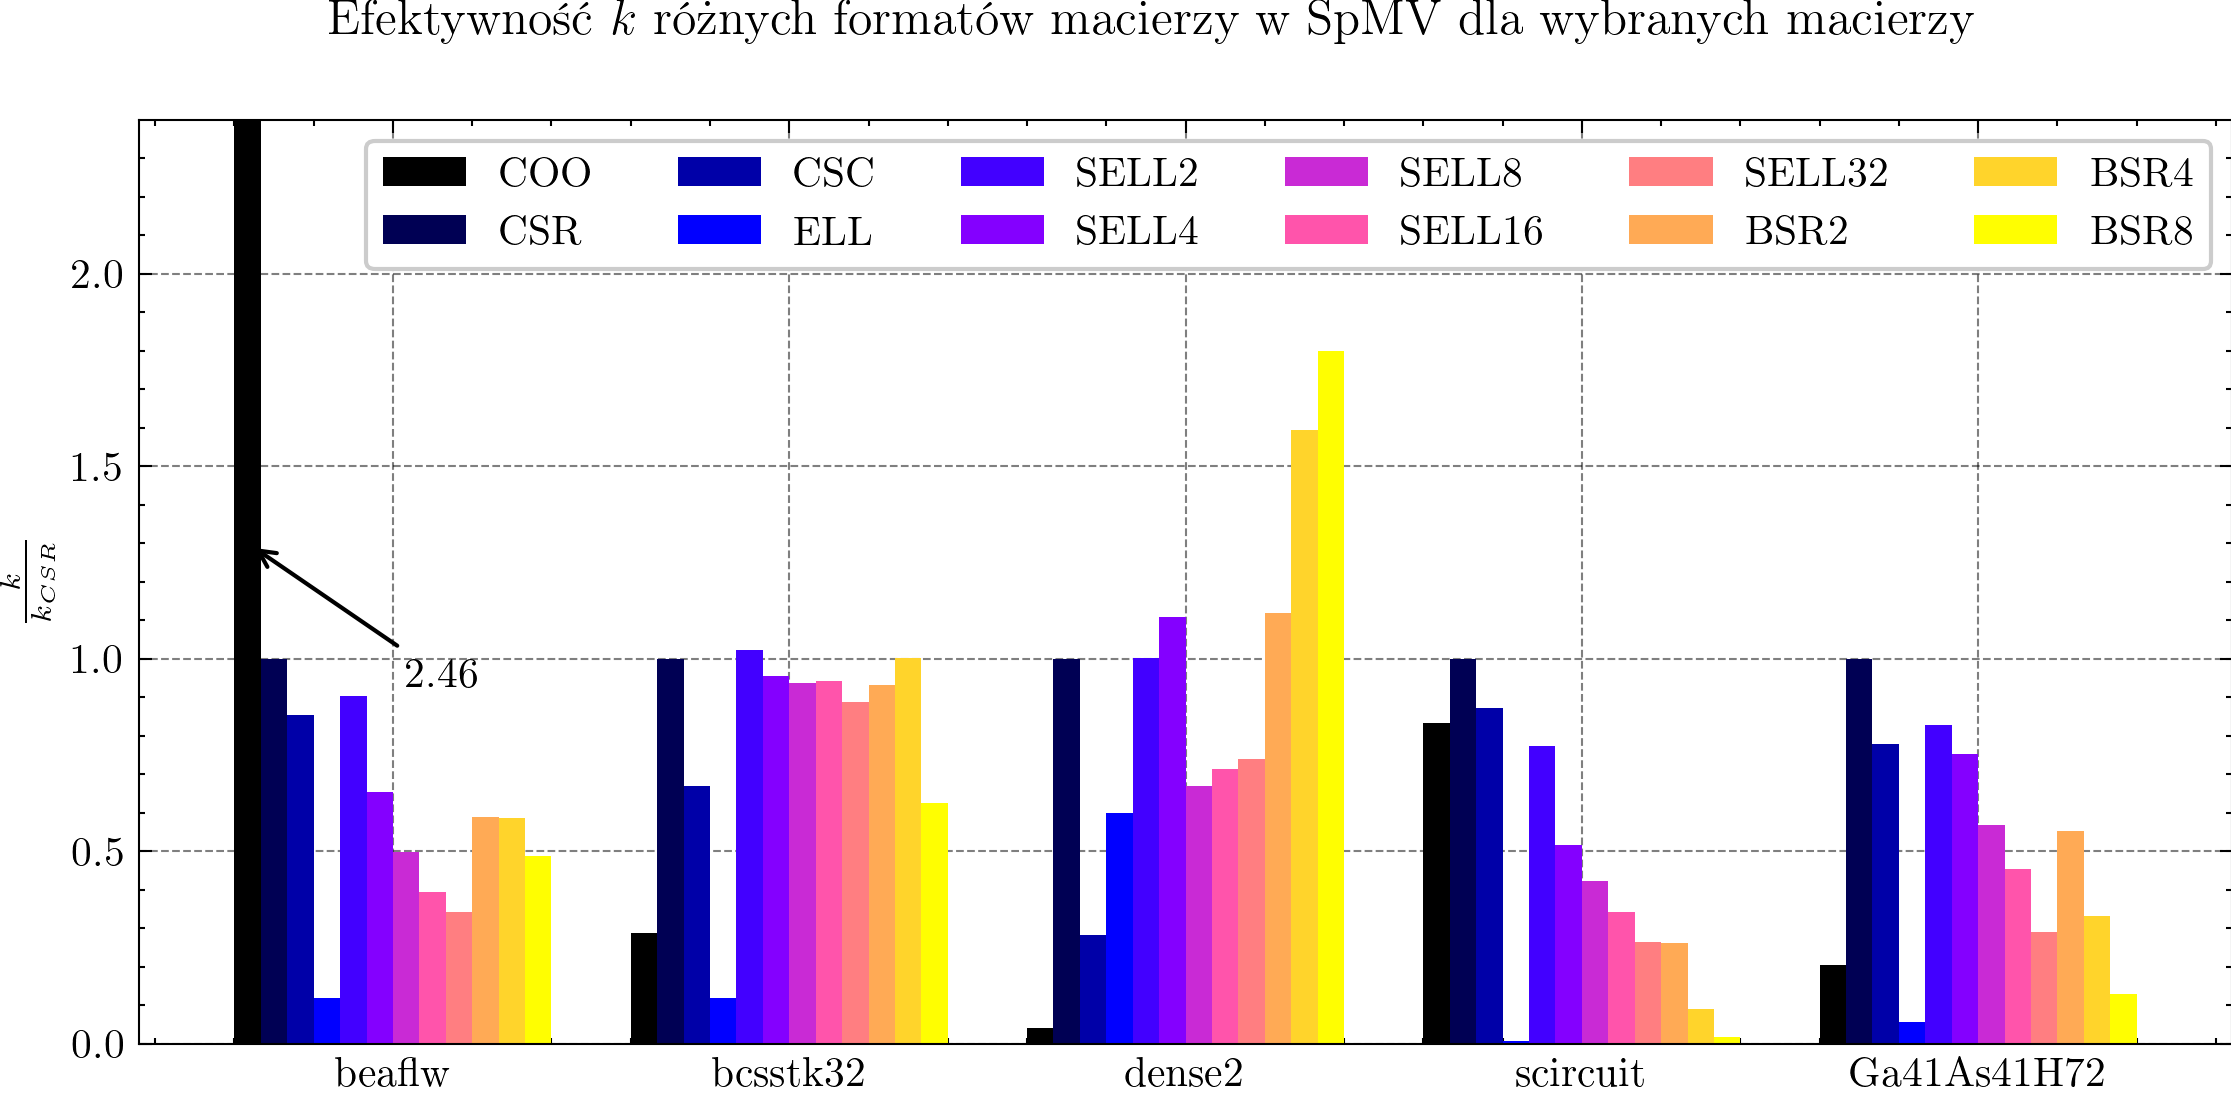 Efektywność k różnych formatów macierzy w SpMV dla wybranych macierzy
COO CSC SELL2 SELL8 SELL32 BSR4
CSR ELL SELL4 SELL16 BSR2 BSR8
2.0
1.5
1.0
0.5
0.0
k
k_CSR
2.46
beaflw bcsstk32 dense2 scircuit Ga41As41H72